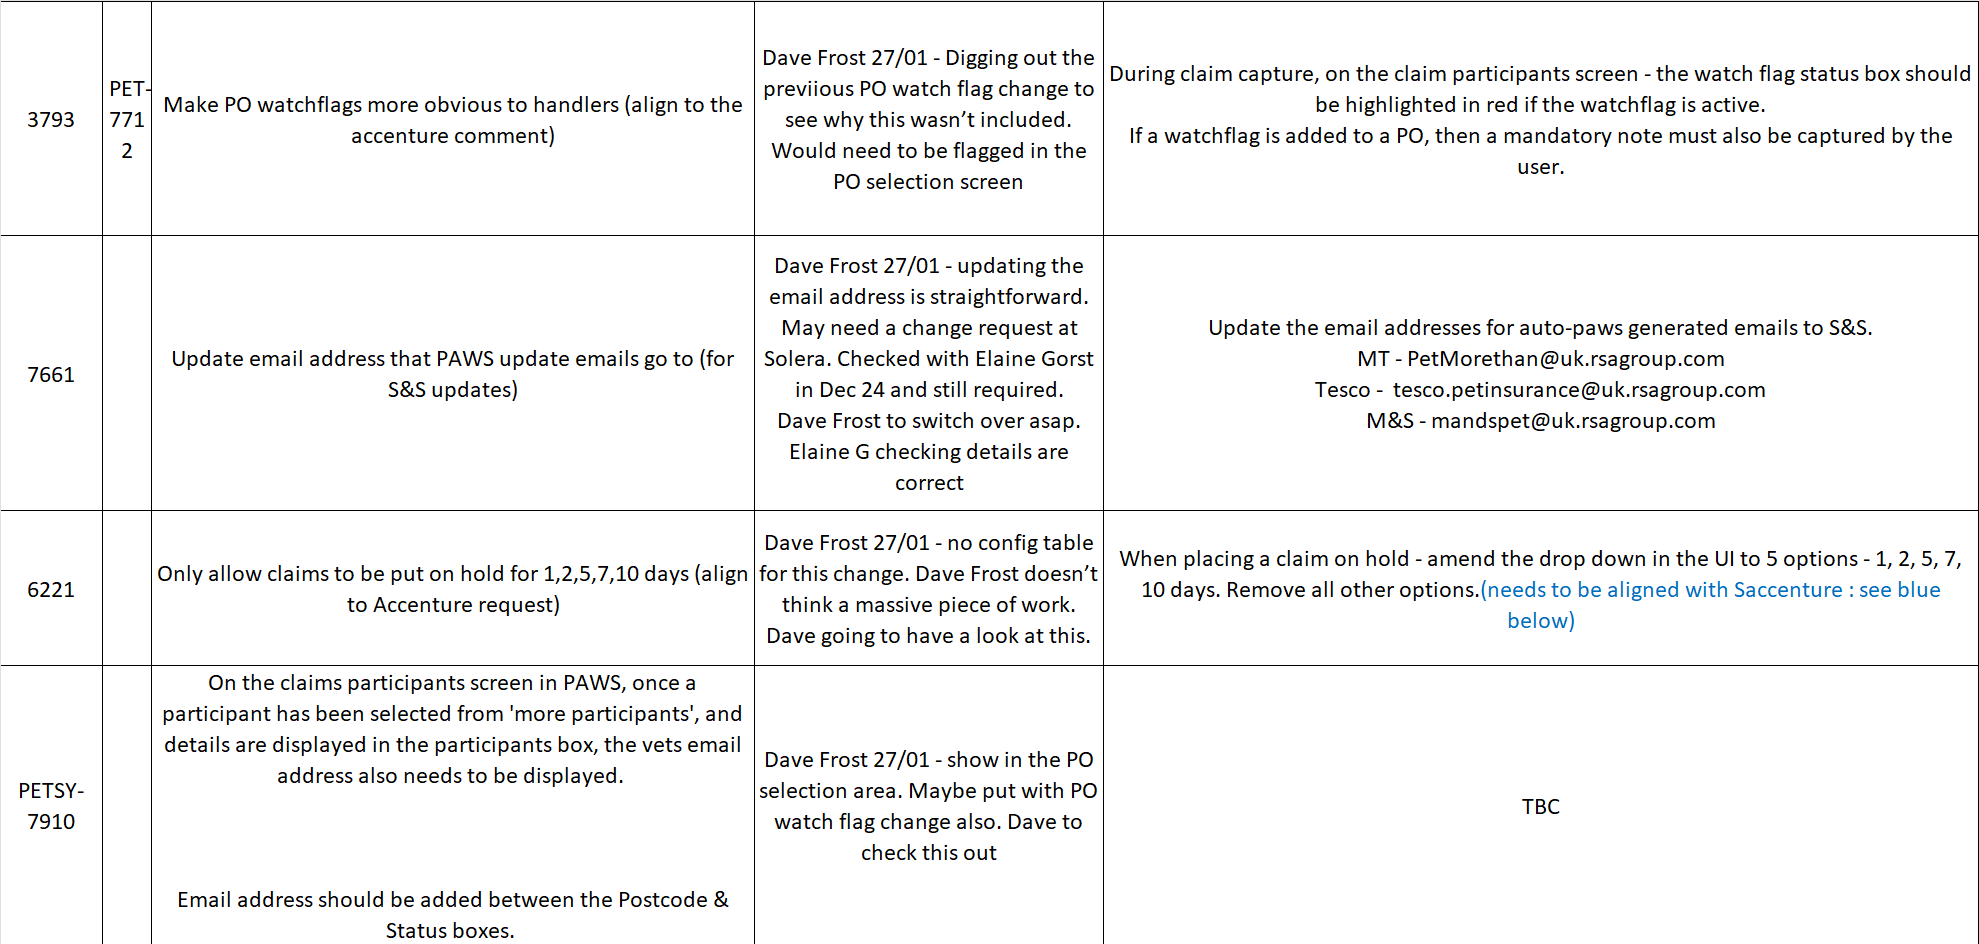 3793
PET-
771
2
Make PO watchflags more obvious to handlers (align to the
accenture comment)
Dave Frost 27/01 - Digging out the
previious PO watch flag change to
see why this wasn’t included.
Would need to be flagged in the
PO selection screen
During claim capture, on the claim participants screen - the watch flag status box should
be highlighted in red if the watchflag is active.
If a watchflag is added to a PO, then a mandatory note must also be captured by the
user.
7661
Update email address that PAWS update emails go to (for
S&S updates)
Dave Frost 27/01 - updating the
email address is straightforward.
May need a change request at
Solera. Checked with Elaine Gorst
in Dec 24 and still required.
Dave Frost to switch over asap.
Elaine G checking details are
correct
Update the email addresses for auto-paws generated emails to S&S.
MT - PetMorethan@uk.rsagroup.com
Tesco - tesco.petinsurance@uk.rsagroup.com
M&S - mandspet@uk.rsagroup.com
6221
Only allow claims to be put on hold for 1,2,5,7,10 days (align
to Accenture request)
Dave Frost 27/01 - no config table
for this change. Dave Frost doesn’t
think a massive piece of work.
Dave going to have a look at this.
When placing a claim on hold - amend the drop down in the UI to 5 options - 1, 2, 5, 7,
10 days. Remove all other options.(needs to be aligned with Saccenture : see blue
below)
PETSY-
7910
On the claims participants screen in PAWS, once a
participant has been selected from 'more participants', and
details are displayed in the participants box, the vets email
address also needs to be displayed.
Email address should be added between the Postcode &
Status boxes.
Dave Frost 27/01 - show in the PO
selection area. Maybe put with PO
watch flag change also. Dave to
check this out
TBC